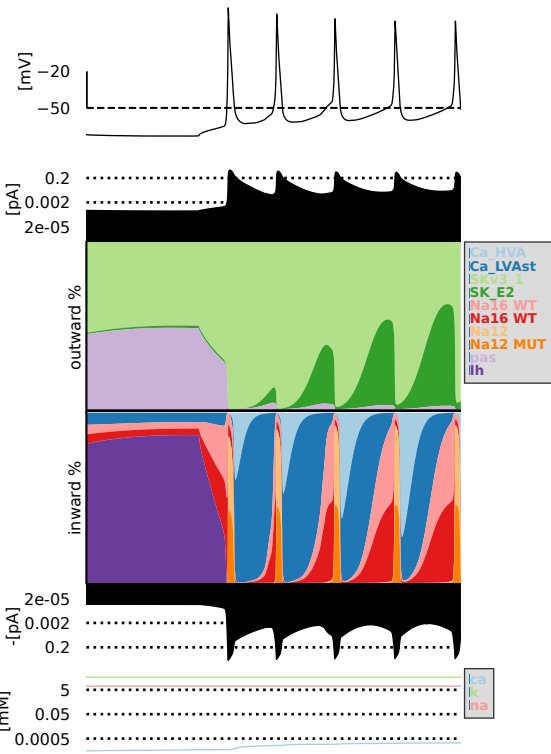 [mV]
−20
−50
[pA]
0.2
0.002
2e-05
outward %
Ca_HVA
Ca_LVAst
SKv3_1
SK_E2
Na16 WT
Na16 WT
Na12
Na12 MUT
pas
Ih
inward %
-[pA]
2e-05
0.002
0.2
[mM]
5
0.05
0.0005
ca
k
na